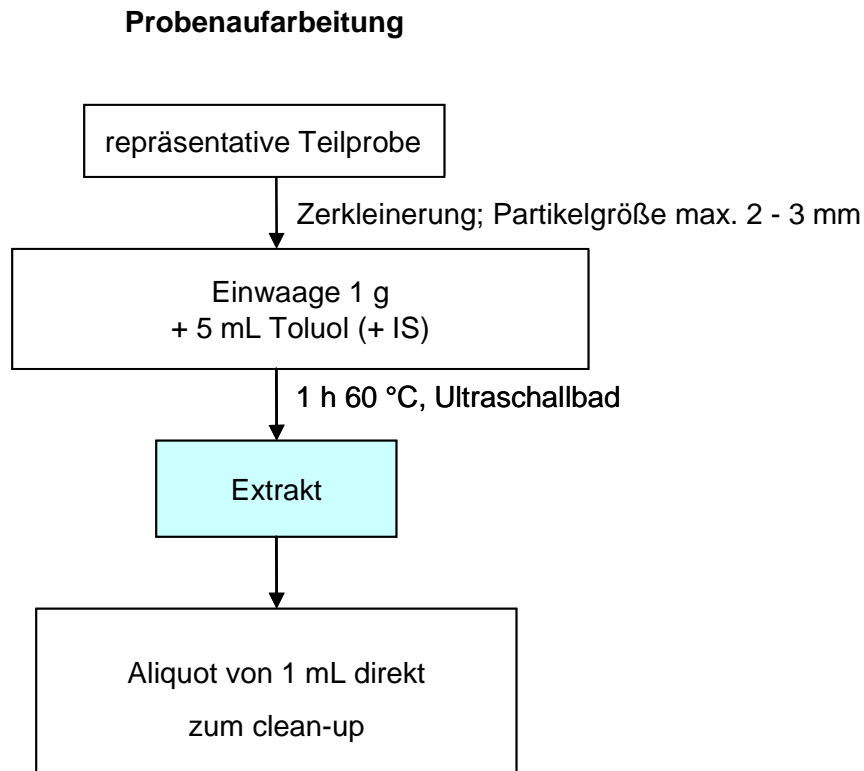 Probenaufarbeitung
repräsentative Teilprobe
Zerkleinerung; Partikelgröße max. 2 - 3 mm
Einwaage 1 g
+ 5 mL Toluol (+ IS)
1 h 60 °C, Ultraschallbad
Extrakt
Aliquot von 1 mL direkt
zum clean-up